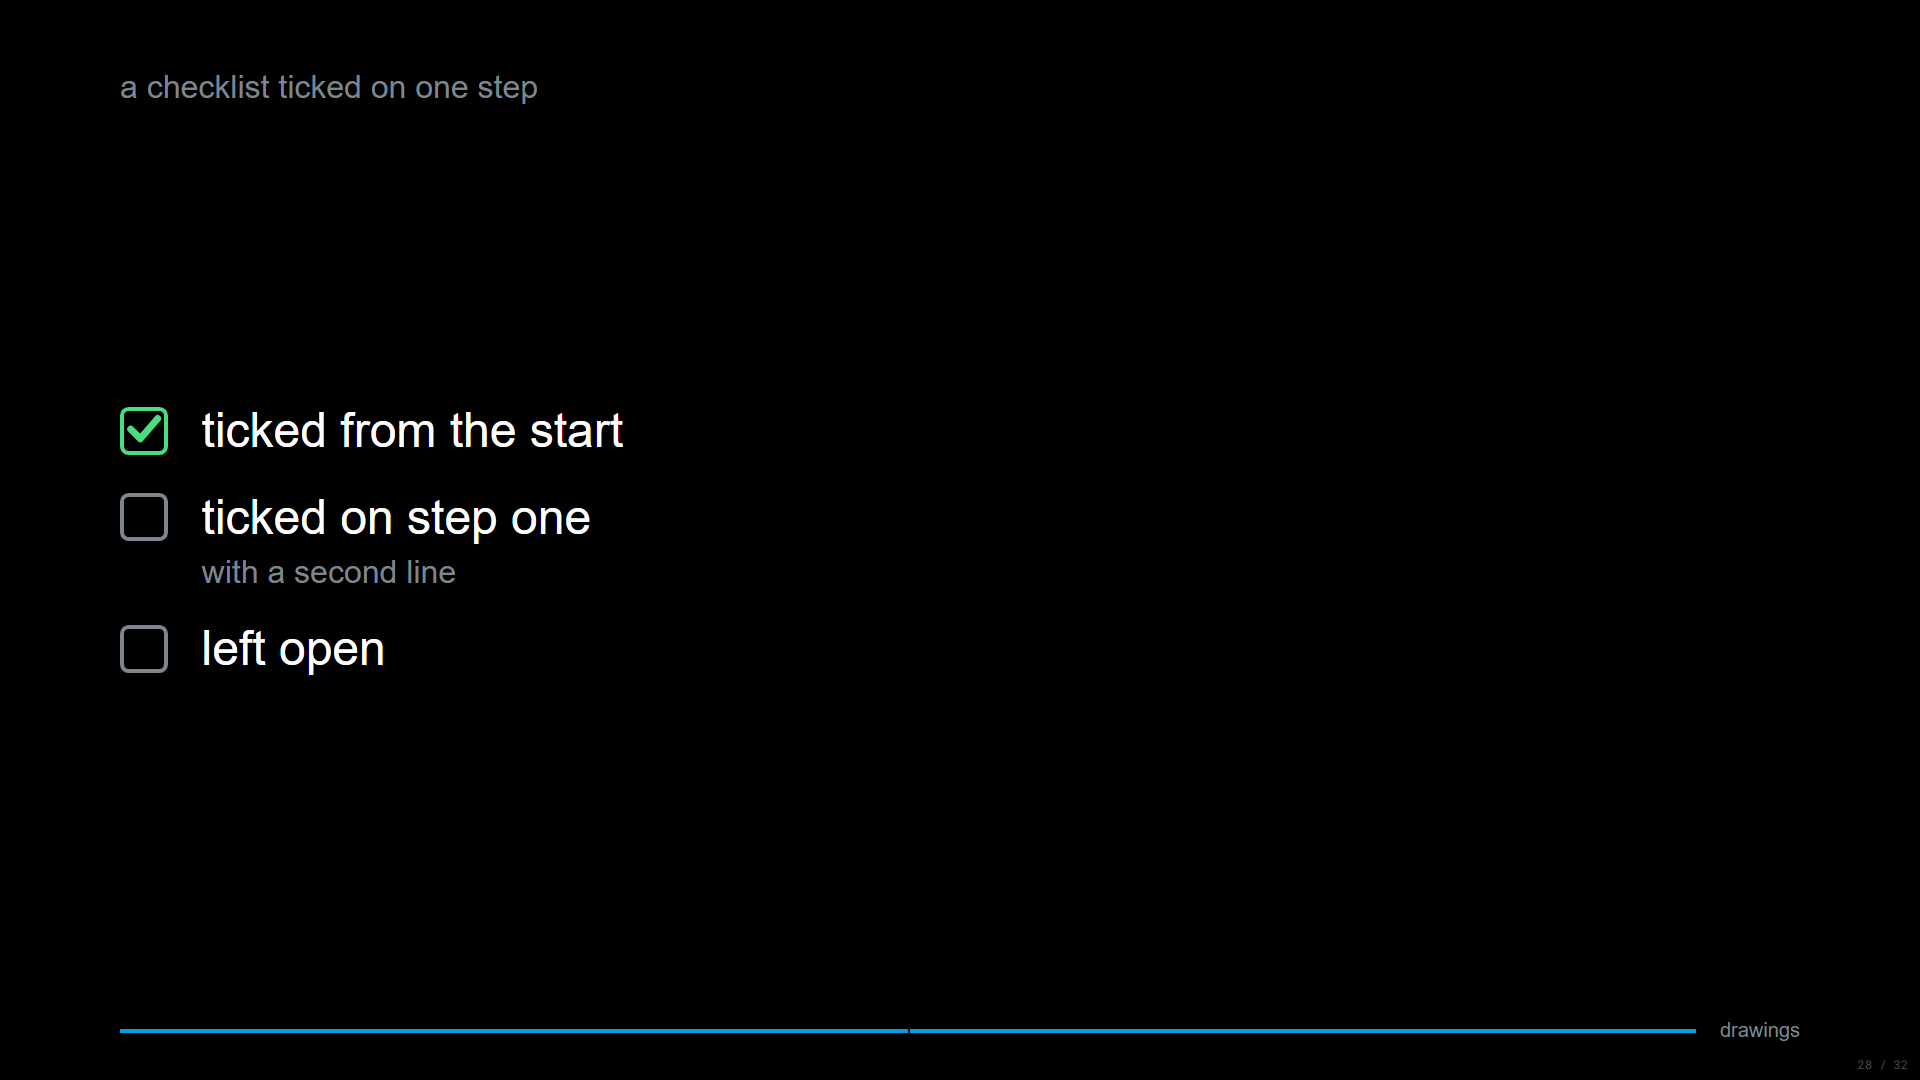 a checklist ticked on one step
ticked from the start
ticked on step one
with a second line
left open
drawings
28 / 32